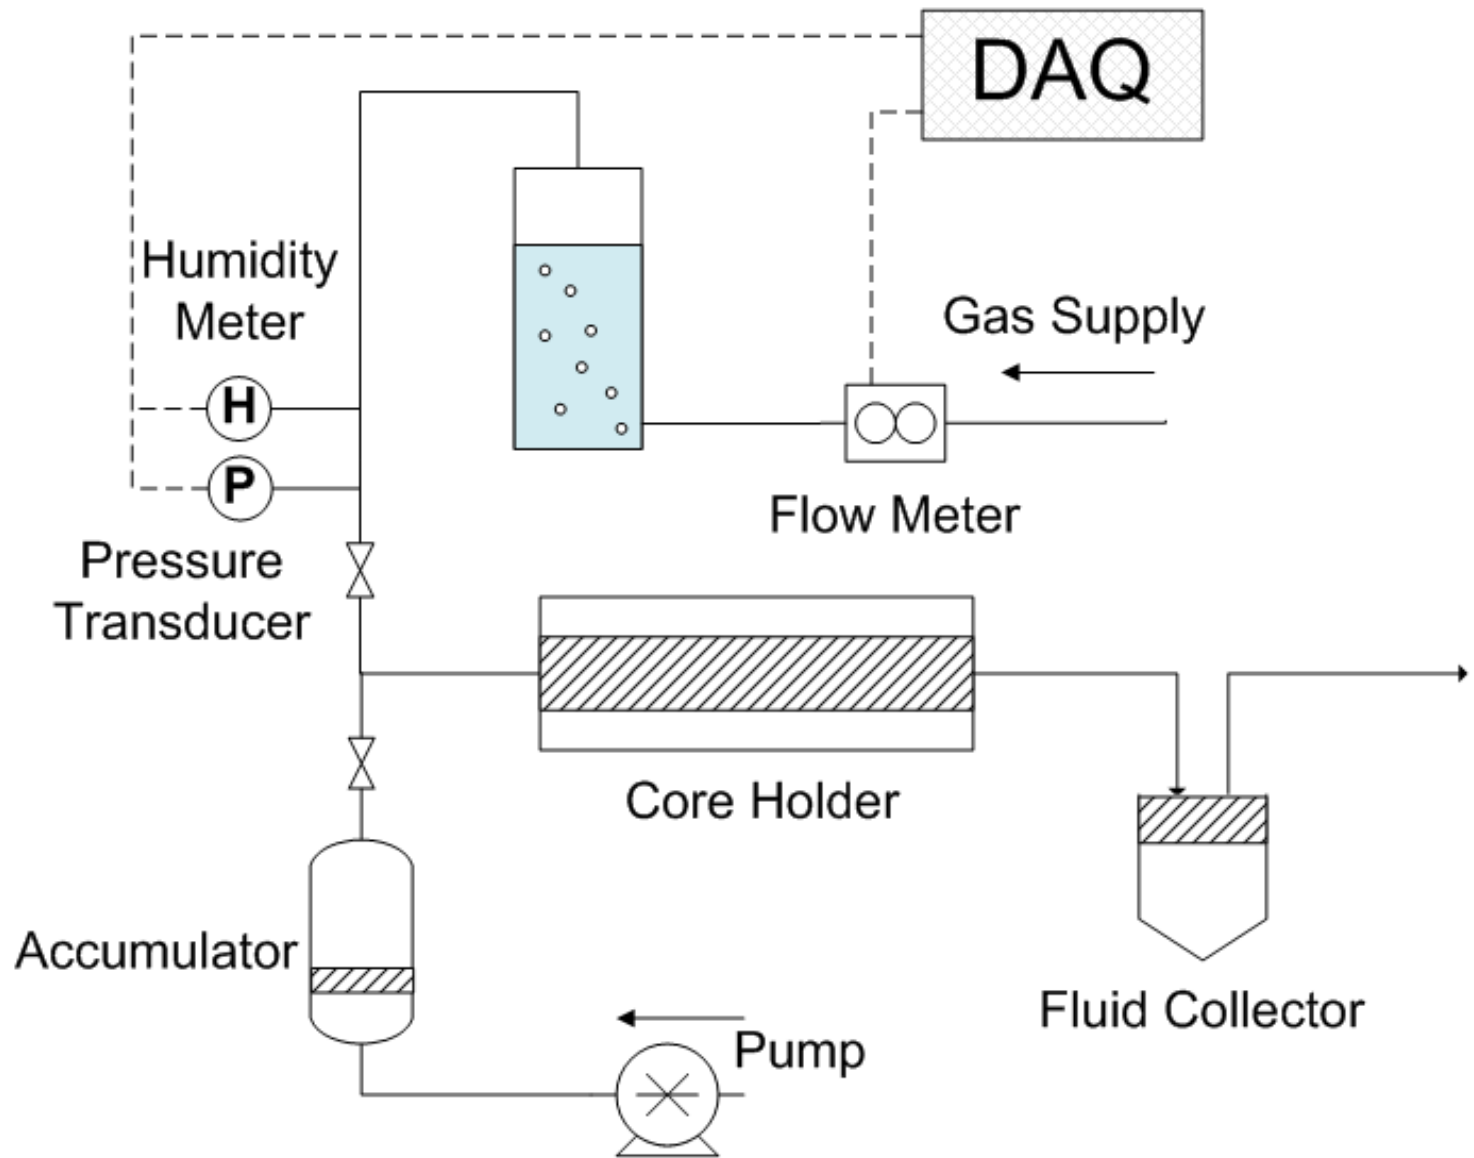 DAQ
Humidity
Meter
Gas Supply
H
P
Flow Meter
Pressure
Transducer
Core Holder
Accumulator
Fluid Collector
Pump